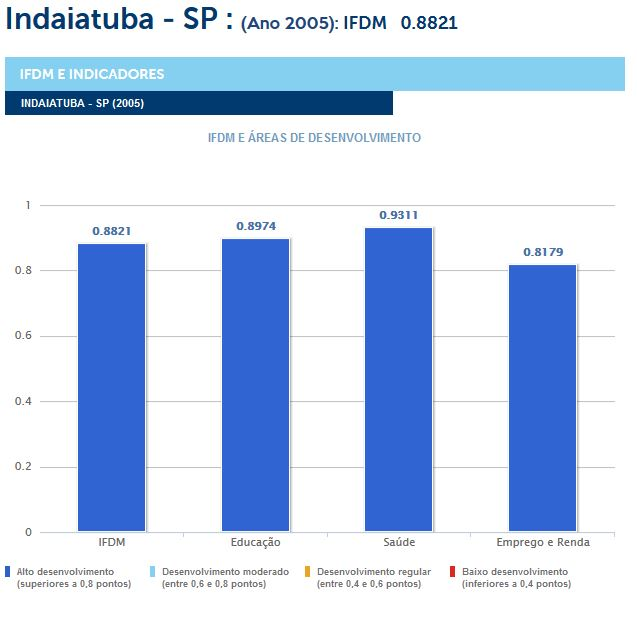 Indaiatuba - SP : (Ano 2005): IFDM 0.8821
IFDM E INDICADORES
INDAIATUBA - SP (2005)
IFDM E ÁREAS DE DESENVOLVIMENTO
1
0.8
0.6
0.4
0.2
0
0.8821
0.8974
0.9311
0.8179
IFDM
Educação
Saúde
Emprego e Renda
Alto desenvolvimento
(superiores a 0,8 pontos)
Desenvolvimento moderado
(entre 0,6 e 0,8 pontos)
Desenvolvimento regular
(entre 0,4 e 0,6 pontos)
Baixo desenvolvimento
(inferiores a 0,4 pontos)